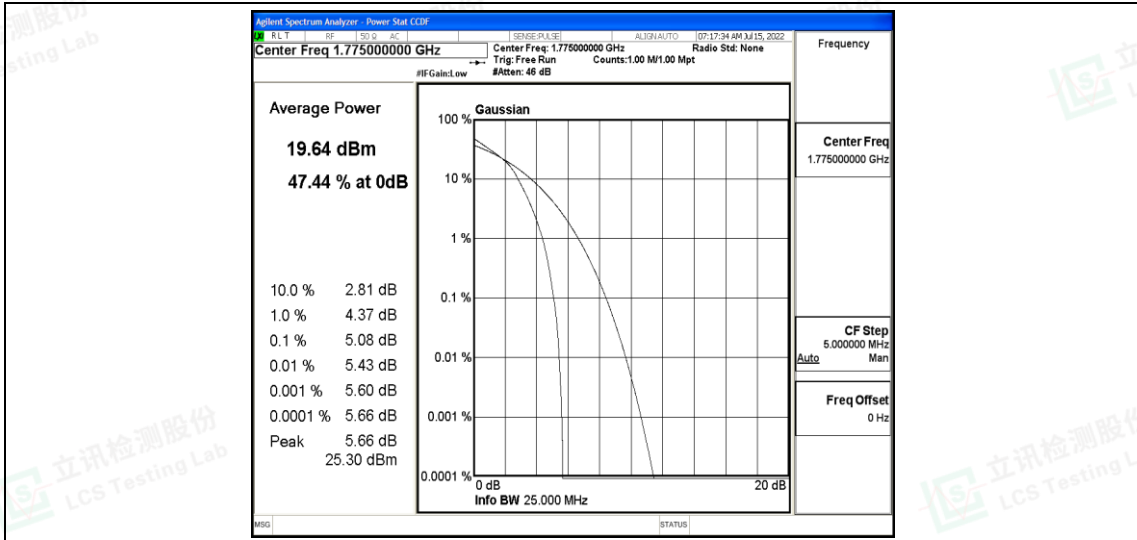 Agilent Spectrum Analyzer - Power Stat CCDF
LXI RLT RF 50 Ω AC SENSE:PULSE ALIGNAUTO 07:17:34 AM Jul 15, 2022
Center Freq 1.775000000 GHz
Center Freq: 1.775000000 GHz Radio Std: None
Trig: Free Run Counts:1.00 M/1.00 Mpt
#IFGain:Low #Atten: 46 dB
Frequency
Average Power
19.64 dBm
47.44 % at 0dB
10.0 % 2.81 dB
1.0 % 4.37 dB
0.1 % 5.08 dB
0.01 % 5.43 dB
0.001 % 5.60 dB
0.0001 % 5.66 dB
Peak 5.66 dB
25.30 dBm
Gaussian
100 %
10 %
1 %
0.1 %
0.01 %
0.001 %
0.0001 %
0 dB 20 dB
Info BW 25.000 MHz
Center Freq
1.775000000 GHz
CF Step
5.000000 MHz
Auto Man
Freq Offset
0 Hz
MSG STATUS
立讯检测股份
LCS Testing Lab
立讯检测股份
LCS Testing L